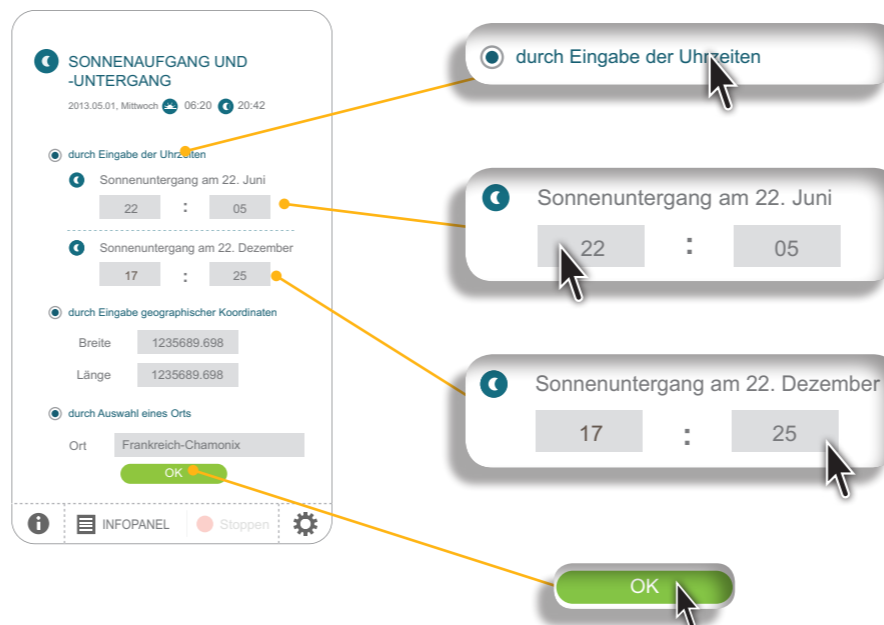 SONNENAUFGANG UND
-UNTERGANG
2013.05.01, Mittwoch 06:20 20:42
durch Eingabe der Uhrzeiten
Sonnenuntergang am 22. Juni
22 : 05
Sonnenuntergang am 22. Dezember
17 : 25
durch Eingabe geographischer Koordinaten
Breite 1235689.698
Länge 1235689.698
durch Auswahl eines Orts
Ort Frankreich-Chamonix
OK
INFOPANEL Stoppen
durch Eingabe der Uhrzeiten
Sonnenuntergang am 22. Juni
22 : 05
Sonnenuntergang am 22. Dezember
17 : 25
OK